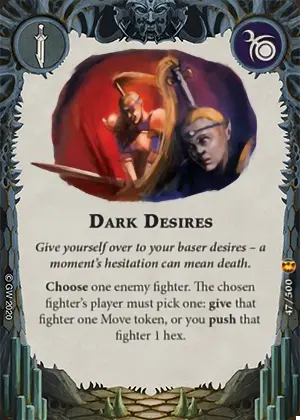 DARK DESIRES
Give yourself over to your baser desires – a
moment's hesitation can mean death.
Choose one enemy fighter. The chosen
fighter's player must pick one: give that
fighter one Move token, or you push that
fighter 1 hex.
© GW 2020
47/500